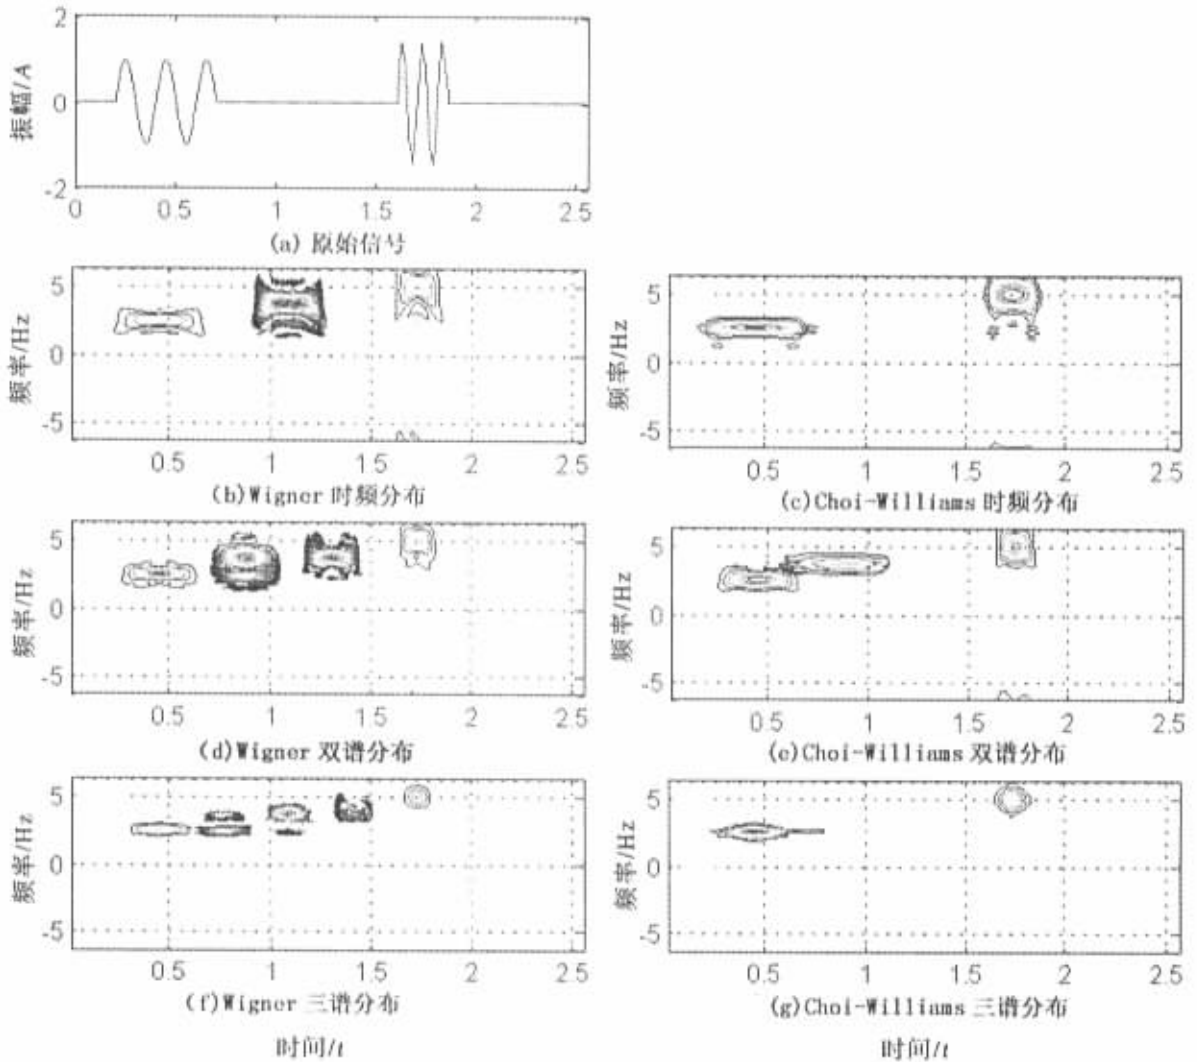 2
0
-2
振幅/A
0 0.5 1 1.5 2 2.5
(a) 原始信号
5
0
-5
频率/Hz
0.5 1 1.5 2 2.5
(b)Wigner 时频分布
5
0
-5
频率/Hz
0.5 1 1.5 2 2.5
(c)Choi-Williams 时频分布
5
0
-5
频率/Hz
0.5 1 1.5 2 2.5
(d)Wigner 双谱分布
5
0
-5
频率/Hz
0.5 1 1.5 2 2.5
(e)Choi-Williams 双谱分布
5
0
-5
频率/Hz
0.5 1 1.5 2 2.5
(f)Wigner 三谱分布
5
0
-5
频率/Hz
0.5 1 1.5 2 2.5
(g)Choi-Williams 三谱分布
时间/t
时间/t